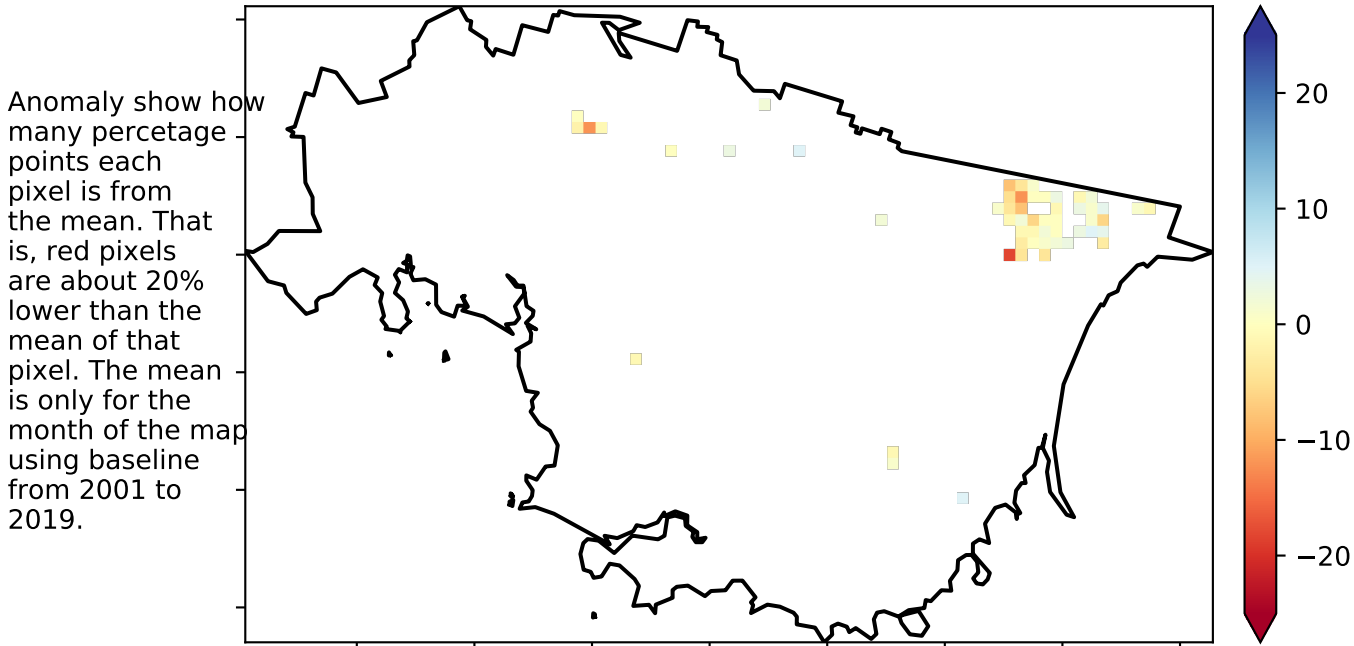 Anomaly show how
many percetage
points each
pixel is from
the mean. That
is, red pixels
are about 20%
lower than the
mean of that
pixel. The mean
is only for the
month of the map
using baseline
from 2001 to
2019.
20
10
0
−10
−20